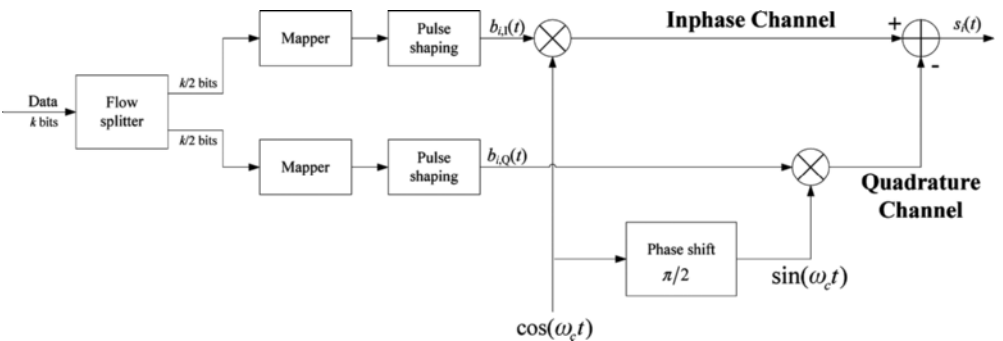 Data
k bits
Flow
splitter
k/2 bits
k/2 bits
Mapper
Pulse
shaping
b_{i,I}(t)
Inphase Channel
+
-
s_i(t)
Mapper
Pulse
shaping
b_{i,Q}(t)
Quadrature
Channel
Phase shift
π/2
sin(ω_c t)
cos(ω_c t)